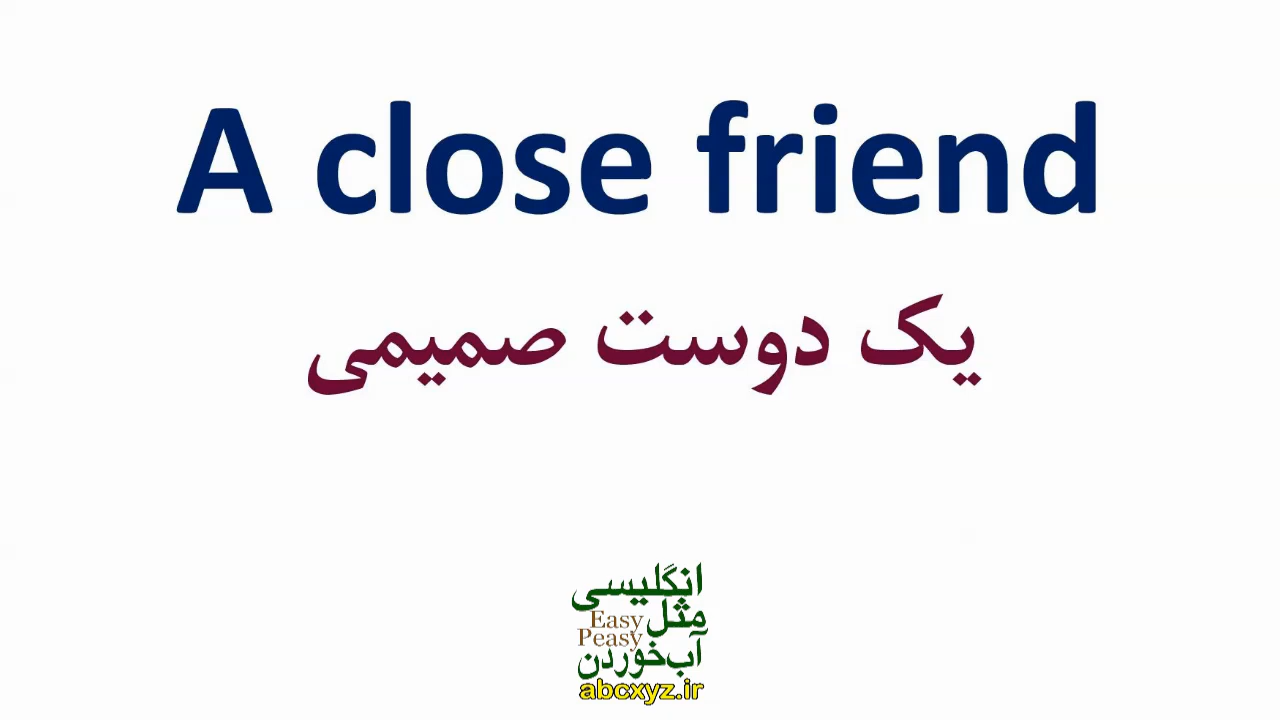 A close friend
یک دوست صمیمی
انگلیسی
مثل Easy
Peasy
آب خوردن
abcxyz.ir